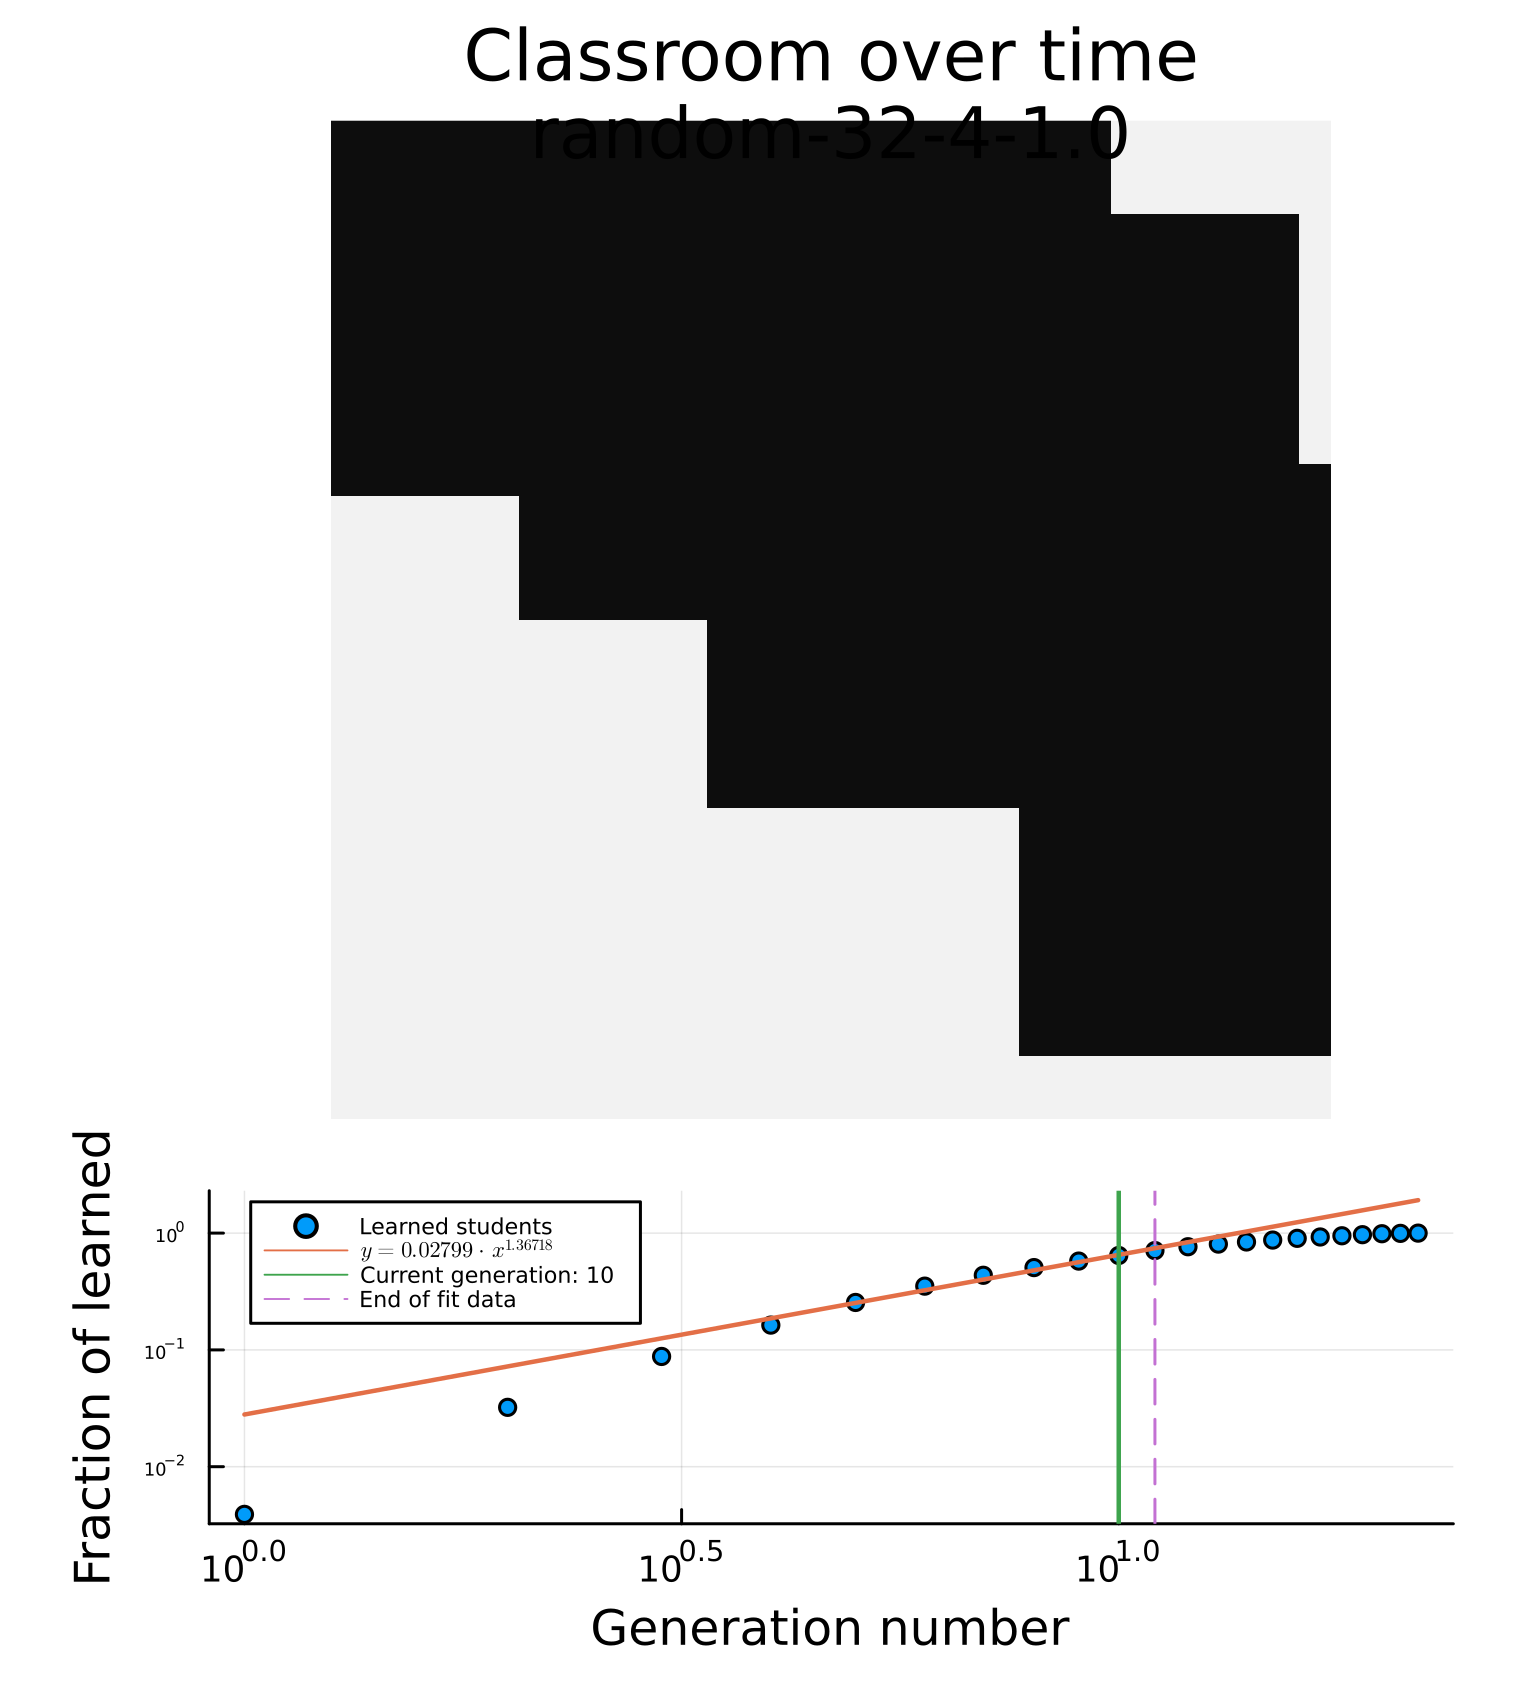 Classroom over time
random-32-4-1.0
Fraction of learned
10⁰
10⁻¹
10⁻²
Learned students
y = 0.02799 · x^1.36718
Current generation: 10
End of fit data
10^0.0 10^0.5 10^1.0
Generation number